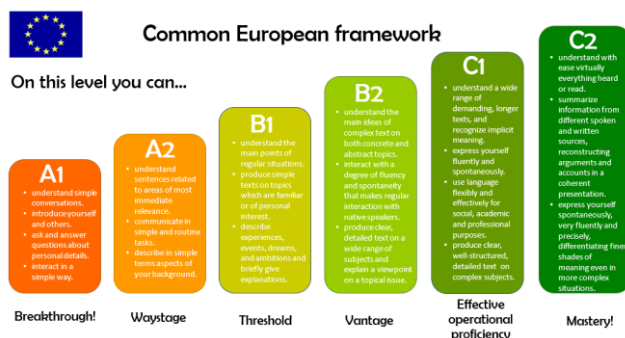 Common European framework
On this level you can...
A1
• understand simple
conversations.
• introduce yourself
and others.
• ask and answer
questions about
personal details.
• interact in a
simple way.
Breakthrough!
A2
• understand
sentences related
to areas of most
immediate
relevance.
• communicate in
simple and routine
tasks.
• describe in simple
terms aspects of
your background.
Waystage
B1
• understand the
main points of
regular situations.
• produce simple
texts on topics
which are familiar
or of personal
interest.
• describe
experiences,
events, dreams,
and ambitions and
briefly give
explanations.
Threshold
B2
• understand the
main ideas of
complex text on
both concrete and
abstract topics.
• interact with a
degree of fluency
and spontaneity
that makes regular
interaction with
native speakers.
• produce clear,
detailed text on a
wide range of
subjects and
explain a viewpoint
on a topical issue.
Vantage
C1
• understand a wide
range of
demanding, longer
texts, and
recognize implicit
meaning.
• express yourself
fluently and
spontaneously.
• use language
flexibly and
effectively for
social, academic
and professional
purposes.
• produce clear,
well-structured,
detailed text on
complex subjects.
Effective
operational
proficiency
C2
• understand with
ease virtually
everything heard
or read.
• summarize
information from
different spoken
and written
sources,
reconstructing
arguments and
accounts in a
coherent
presentation.
• express yourself
spontaneously,
very fluently and
precisely,
differentiating finer
shades of
meaning even in
more complex
situations.
Mastery!